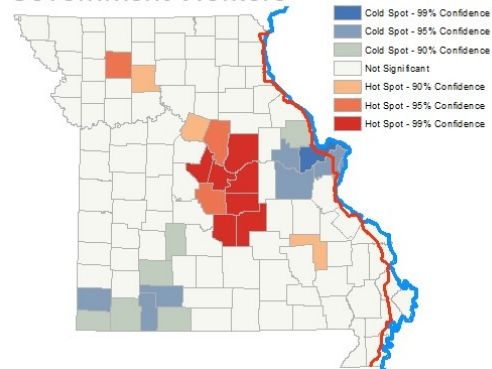 Cold Spot - 99% Confidence
Cold Spot - 95% Confidence
Cold Spot - 90% Confidence
Not Significant
Hot Spot - 90% Confidence
Hot Spot - 95% Confidence
Hot Spot - 99% Confidence